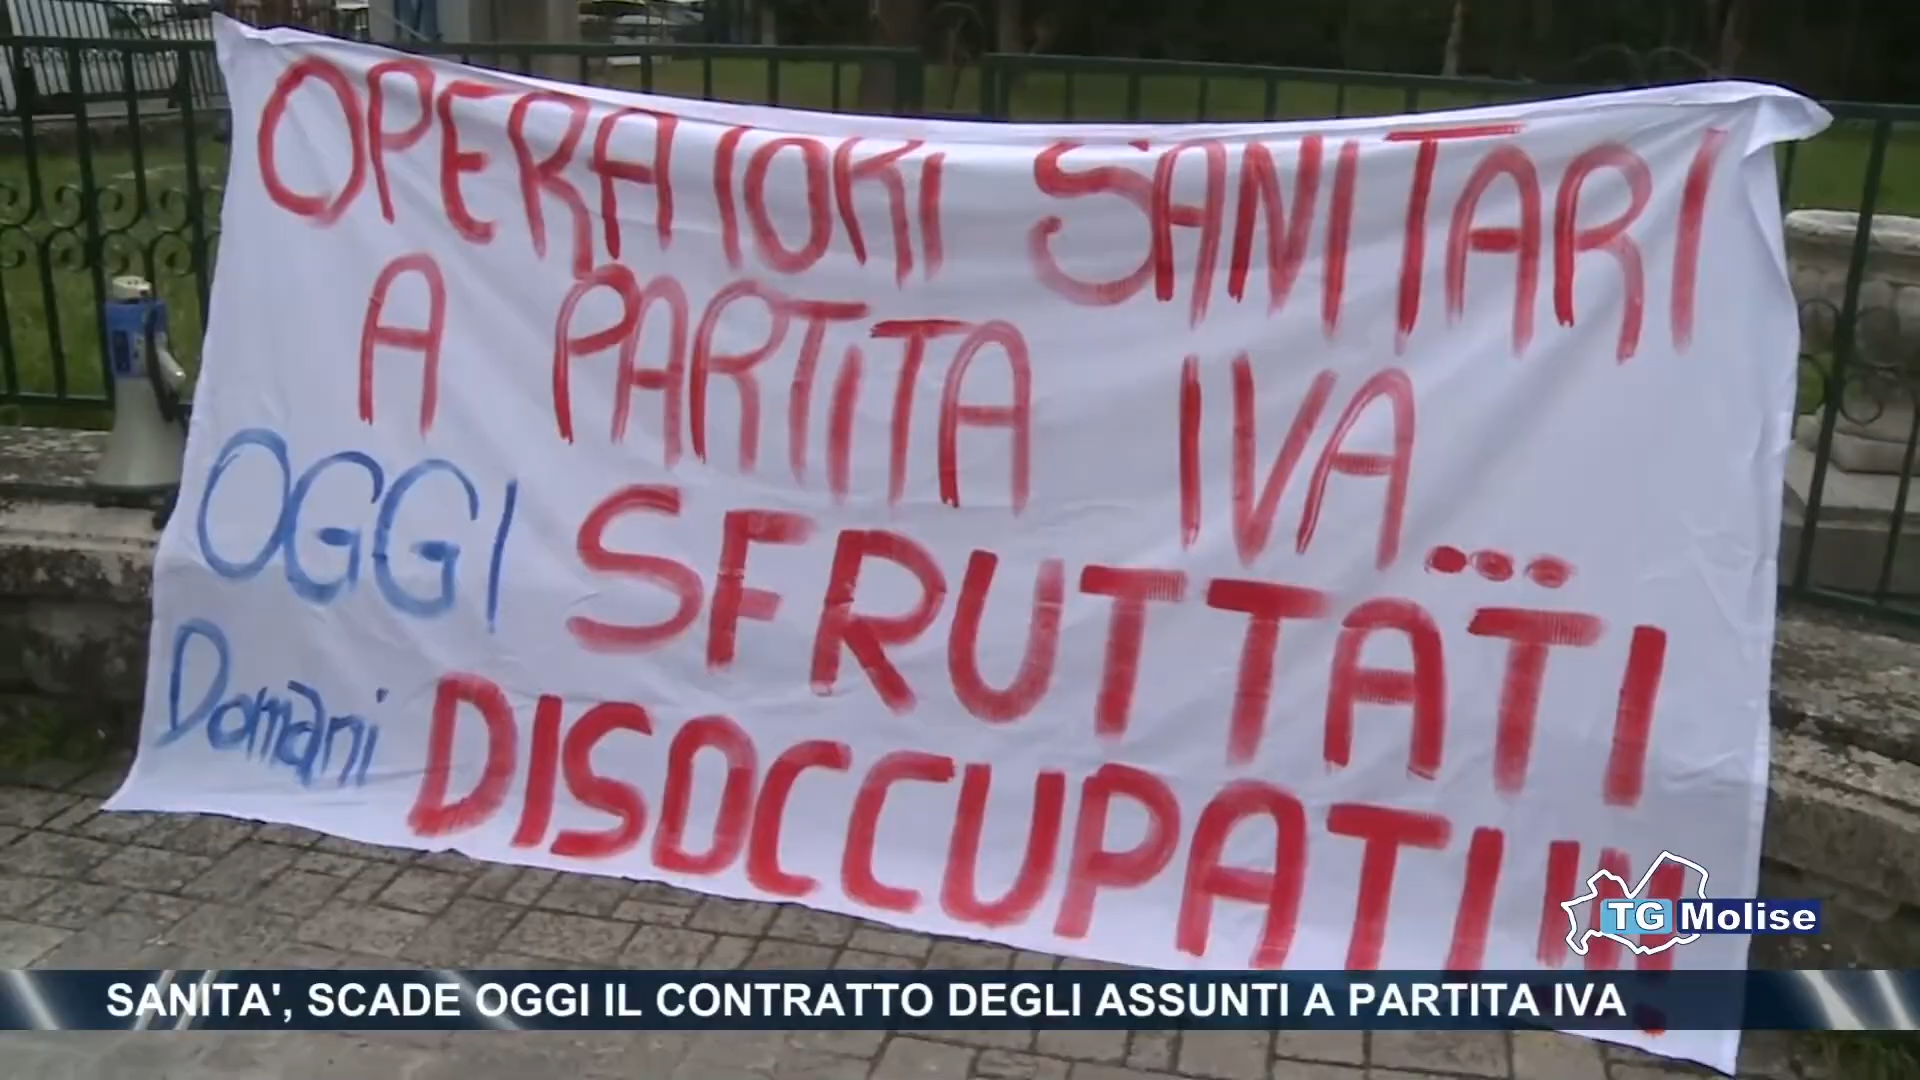 OPERATORI SANITARI
A PARTITA IVA...
OGGI SFRUTTATI
Domani DISOCCUPATI!!!
TG Molise
SANITA', SCADE OGGI IL CONTRATTO DEGLI ASSUNTI A PARTITA IVA